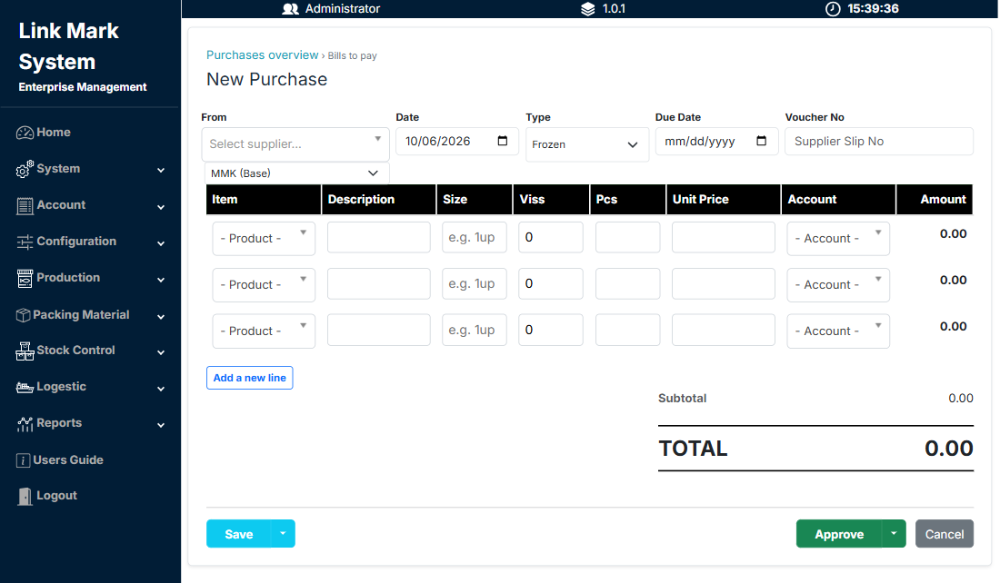 Administrator
1.0.1
15:39:36
Link Mark
System
Enterprise Management
Home
System
Account
Configuration
Production
Packing Material
Stock Control
Logestic
Reports
Users Guide
Logout
Purchases overview › Bills to pay
New Purchase
From Date Type Due Date Voucher No
Select supplier... 10/06/2026 Frozen mm/dd/yyyy Supplier Slip No
MMK (Base)
Item Description Size Viss Pcs Unit Price Account Amount
- Product - e.g. 1up 0 - Account - 0.00
- Product - e.g. 1up 0 - Account - 0.00
- Product - e.g. 1up 0 - Account - 0.00
Add a new line
Subtotal 0.00
TOTAL 0.00
Save Approve Cancel